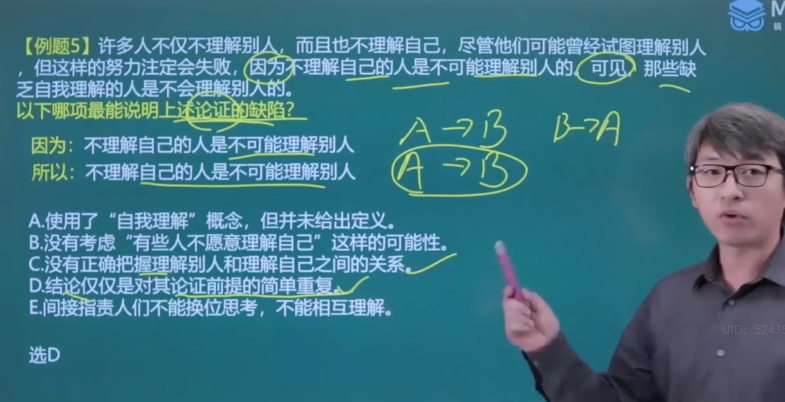 M
【例题5】许多人不仅不理解别人，而且也不理解自己，尽管他们可能曾经试图理解别人
，但这样的努力注定会失败，因为不理解自己的人是不可能理解别人的。可见，那些缺
乏自我理解的人是不会理解别人的。
以下哪项最能说明上述论证的缺陷？
因为：不理解自己的人是不可能理解别人
所以：不理解自己的人是不可能理解别人
A→B B→A
A→B
A.使用了“自我理解”概念，但并未给出定义。
B.没有考虑“有些人不愿意理解自己”这样的可能性。
C.没有正确把握理解别人和理解自己之间的关系。
D.结论仅仅是对其论证前提的简单重复。
E.间接指责人们不能换位思考，不能相互理解。
选D
UID: 52435